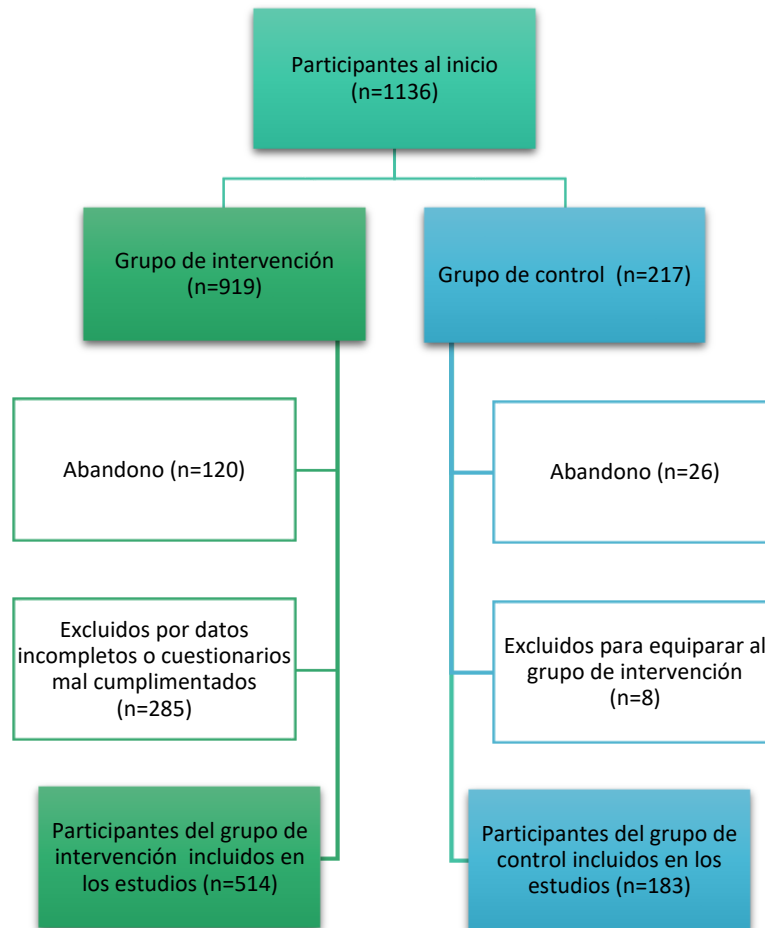 Participantes al inicio
(n=1136)
Grupo de intervención
(n=919)
Grupo de control (n=217)
Abandono (n=120)
Abandono (n=26)
Excluidos por datos
incompletos o cuestionarios
mal cumplimentados
(n=285)
Excluidos para equiparar al
grupo de intervención
(n=8)
Participantes del grupo de
intervención incluidos en
los estudios (n=514)
Participantes del grupo de
control incluidos en los
estudios (n=183)